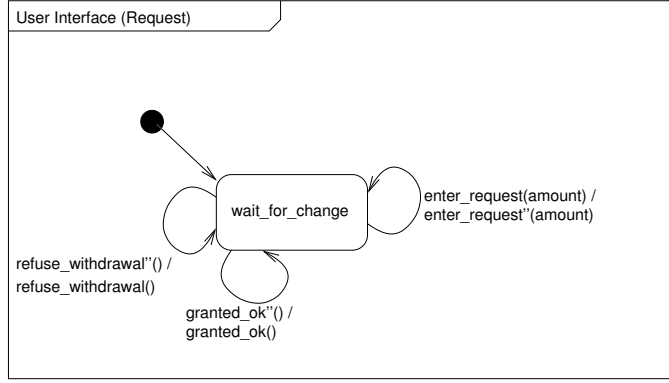 User Interface (Request)
wait_for_change
enter_request(amount) /
enter_request’’(amount)
refuse_withdrawal’’() /
refuse_withdrawal()
granted_ok’’() /
granted_ok()